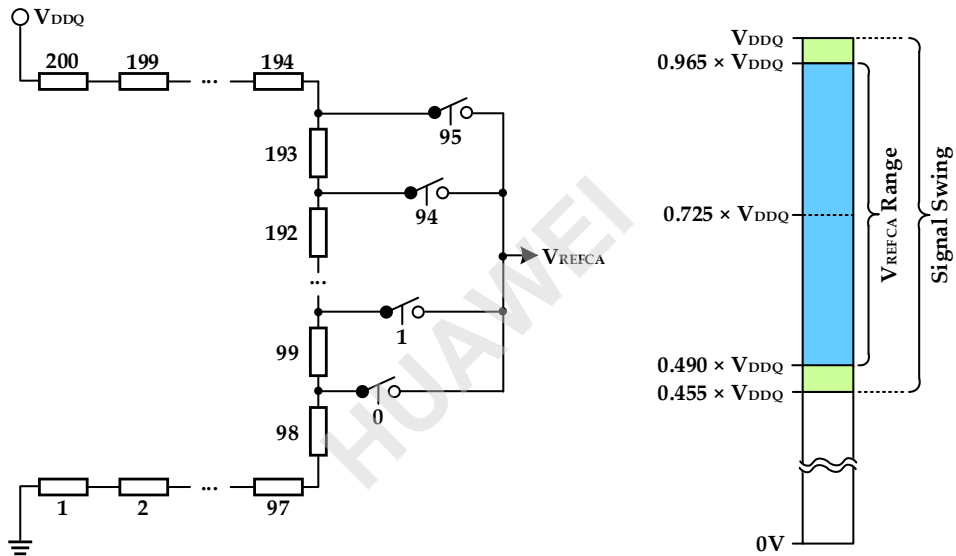 VDDQ
200 199 ... 194
95
193
94
192
...
VREFCA
1
99
0
98
1 2 ... 97
HUAWEI
VDDQ
0.965 × VDDQ
0.725 × VDDQ
0.490 × VDDQ
0.455 × VDDQ
0V
VREFCA Range
Signal Swing